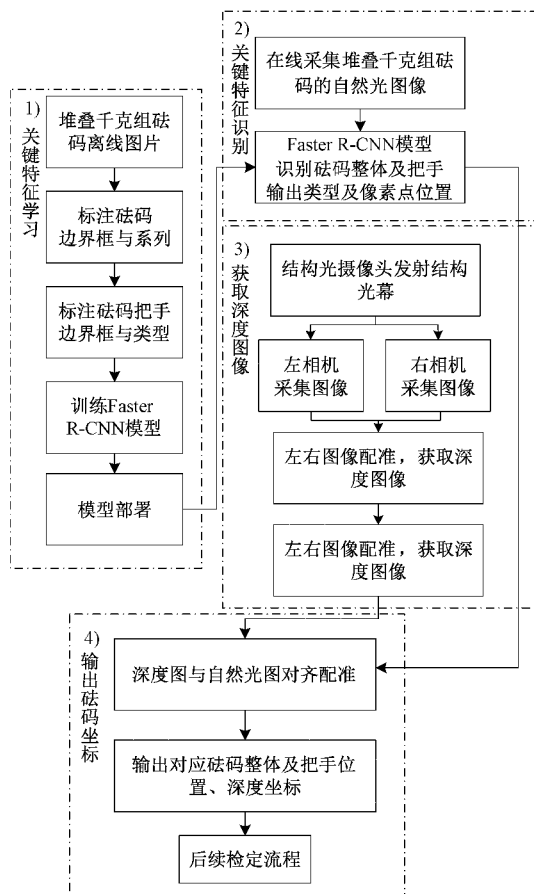 1)
关键特征学习
堆叠千克组砝
码离线图片
标注砝码
边界框与系列
标注砝码把手
边界框与类型
训练Faster
R-CNN模型
模型部署
2)
关键特征识别
在线采集堆叠千克组砝
码的自然光图像
Faster R-CNN模型
识别砝码整体及把手
输出类型及像素点位置
3)
获取深度图像
结构光摄像头发射结构
光幕
左相机
采集图像
右相机
采集图像
左右图像配准，获取深
度图像
左右图像配准，获取深
度图像
4)
输出砝码坐标
深度图与自然光图对齐配准
输出对应砝码整体及把手位
置、深度坐标
后续检定流程